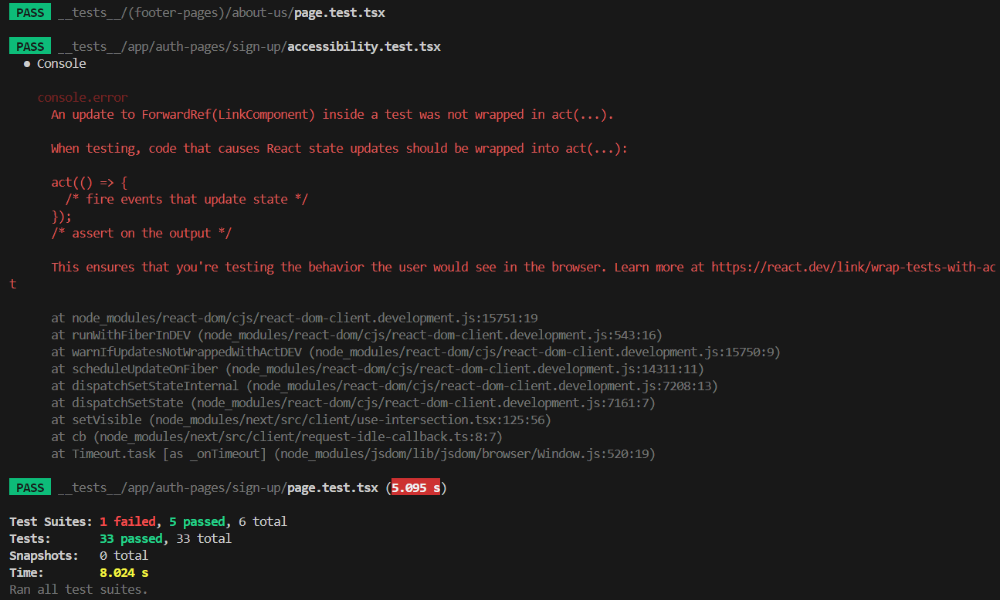 PASS __tests__/(footer-pages)/about-us/page.test.tsx
PASS __tests__/app/auth-pages/sign-up/accessibility.test.tsx
● Console
console.error
An update to ForwardRef(LinkComponent) inside a test was not wrapped in act(...).
When testing, code that causes React state updates should be wrapped into act(...):
act(() => {
/* fire events that update state */
});
/* assert on the output */
This ensures that you're testing the behavior the user would see in the browser. Learn more at https://react.dev/link/wrap-tests-with-ac
t
at node_modules/react-dom/cjs/react-dom-client.development.js:15751:19
at runWithFiberInDEV (node_modules/react-dom/cjs/react-dom-client.development.js:543:16)
at warnIfUpdatesNotWrappedWithActDEV (node_modules/react-dom/cjs/react-dom-client.development.js:15750:9)
at scheduleUpdateOnFiber (node_modules/react-dom/cjs/react-dom-client.development.js:14311:11)
at dispatchSetStateInternal (node_modules/react-dom/cjs/react-dom-client.development.js:7208:13)
at dispatchSetState (node_modules/react-dom/cjs/react-dom-client.development.js:7161:7)
at setVisible (node_modules/next/src/client/use-intersection.tsx:125:56)
at cb (node_modules/next/src/client/request-idle-callback.ts:8:7)
at Timeout.task [as _onTimeout] (node_modules/jsdom/lib/jsdom/browser/Window.js:520:19)
PASS __tests__/app/auth-pages/sign-up/page.test.tsx (5.095 s)
Test Suites: 1 failed, 5 passed, 6 total
Tests: 33 passed, 33 total
Snapshots: 0 total
Time: 8.024 s
Ran all test suites.